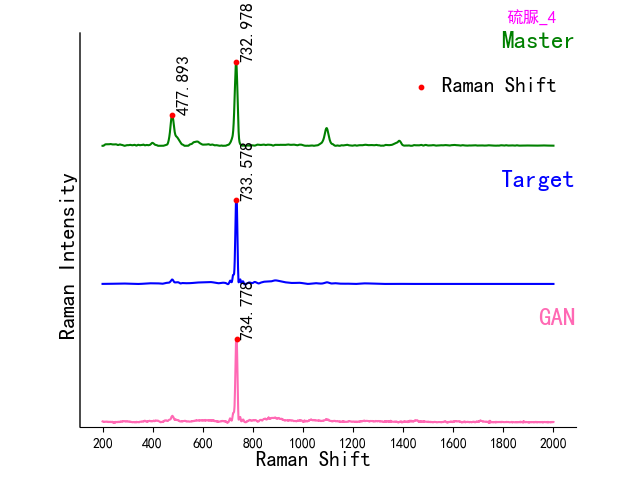 硫脲_4
Master
Raman Shift
477.893
732.978
Target
733.578
GAN
734.778
Raman Intensity
200 400 600 800 1000 1200 1400 1600 1800 2000
Raman Shift